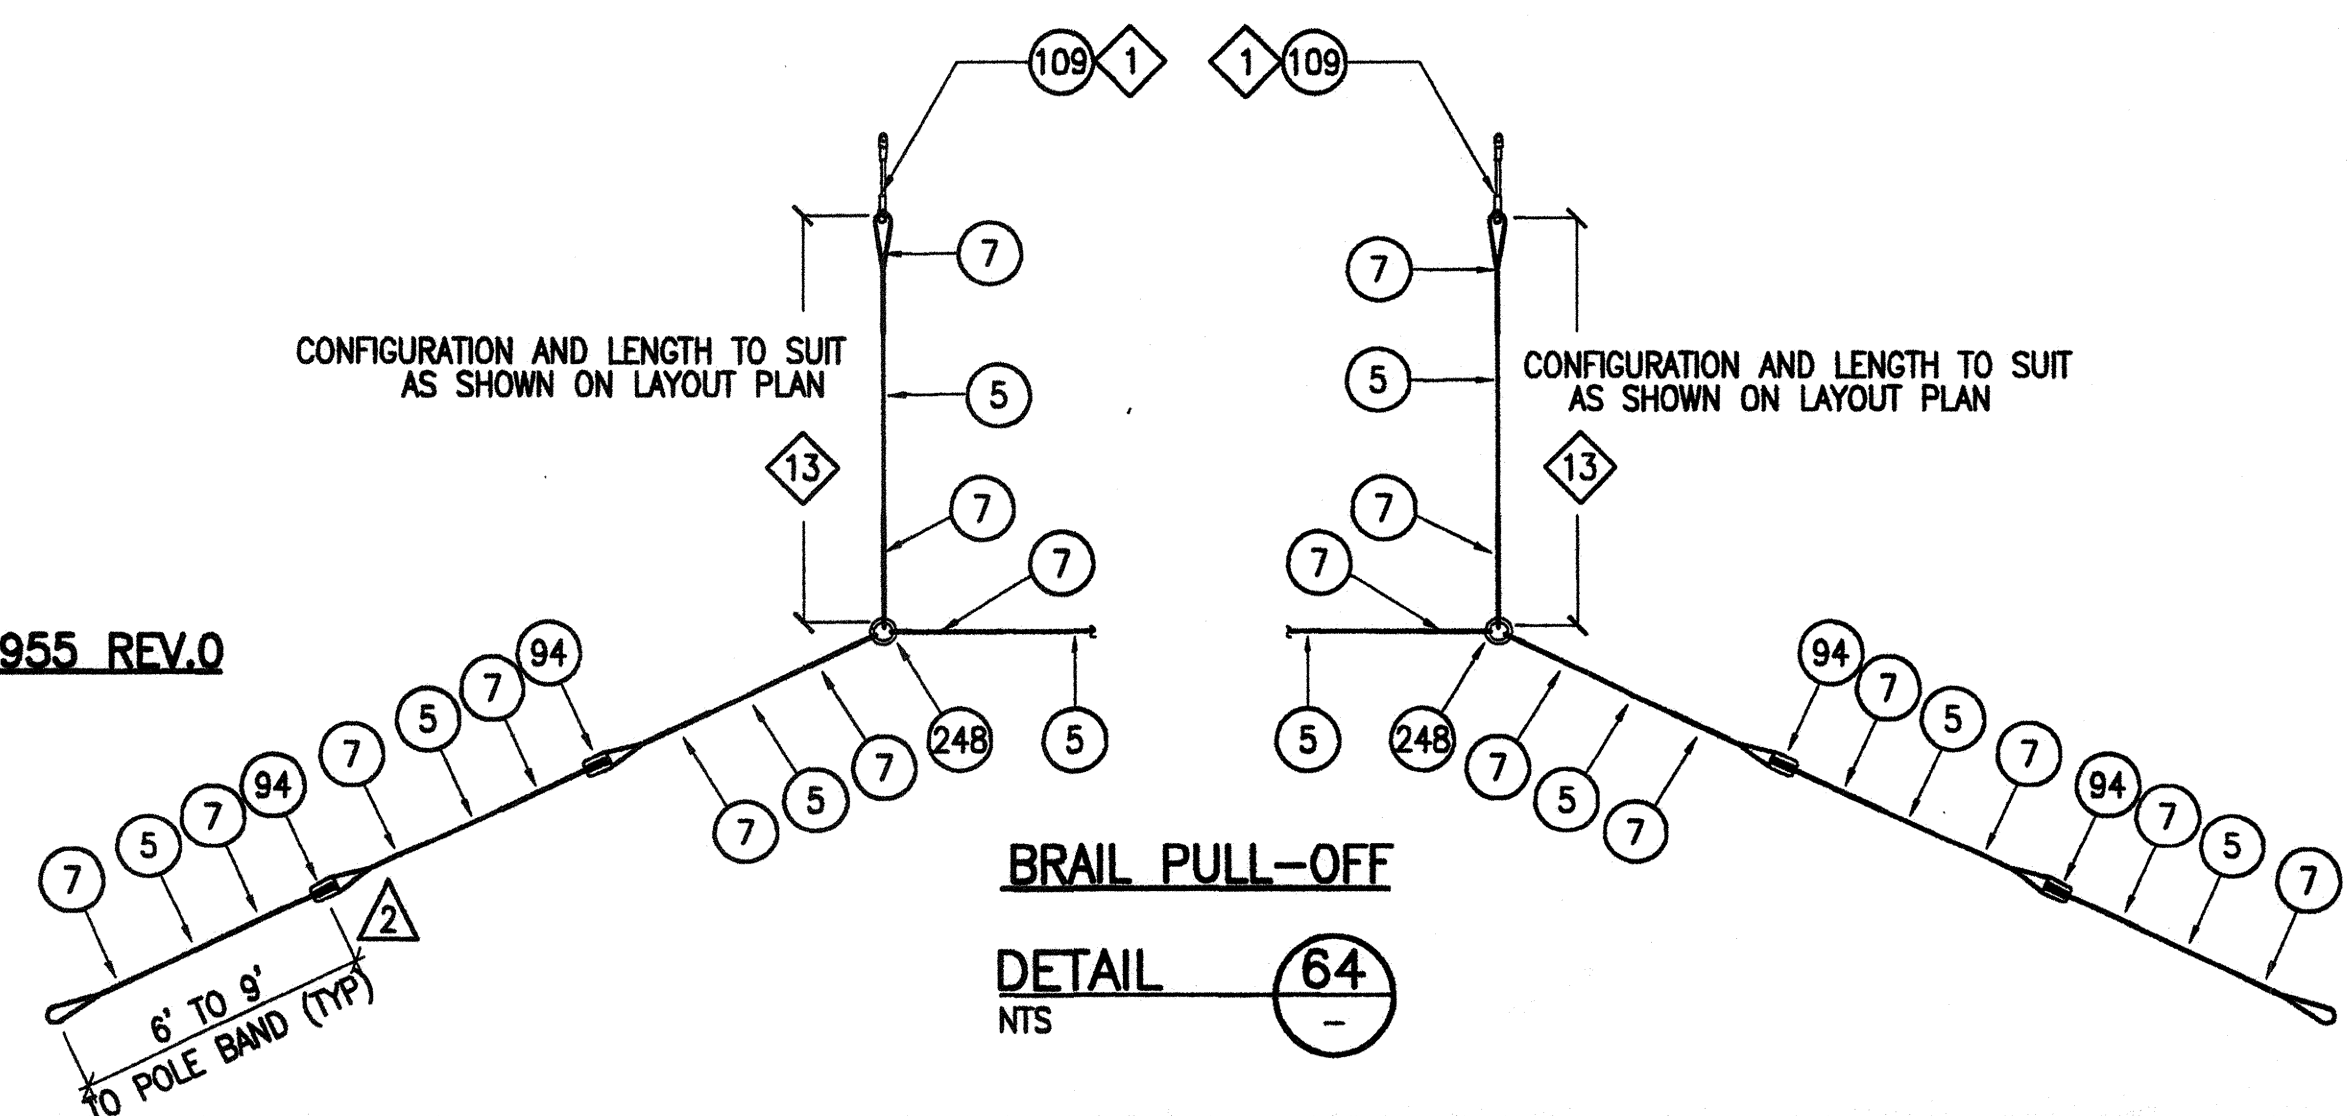 109 1 1 109
7 7
CONFIGURATION AND LENGTH TO SUIT
AS SHOWN ON LAYOUT PLAN
5 5
CONFIGURATION AND LENGTH TO SUIT
AS SHOWN ON LAYOUT PLAN
13 13
7 7
7 7
955 REV.0
94 7 5 7 94 7 5 7
7 5 7 248 5
5 248 7 5 7
94 7 5 7 94 7 5 7
2
6' TO 9'
TO POLE BAND (TYP)
BRAIL PULL-OFF
DETAIL 64
NTS -